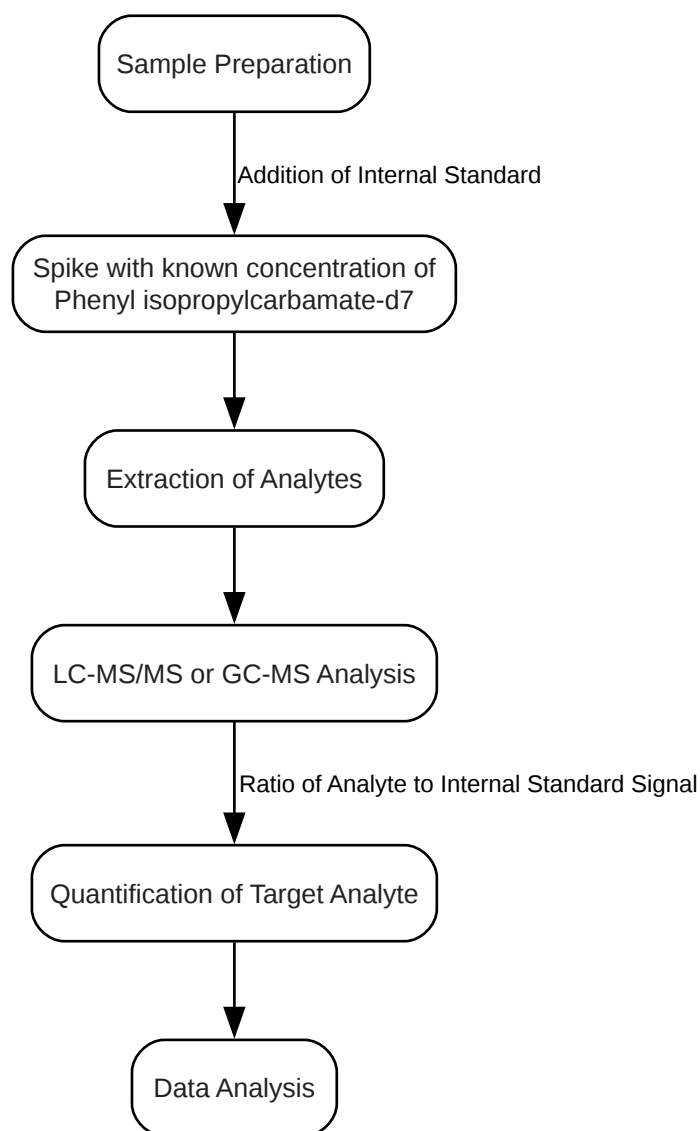 Sample Preparation
Addition of Internal Standard
Spike with known concentration of
Phenyl isopropylcarbamate-d7
Extraction of Analytes
LC-MS/MS or GC-MS Analysis
Ratio of Analyte to Internal Standard Signal
Quantification of Target Analyte
Data Analysis